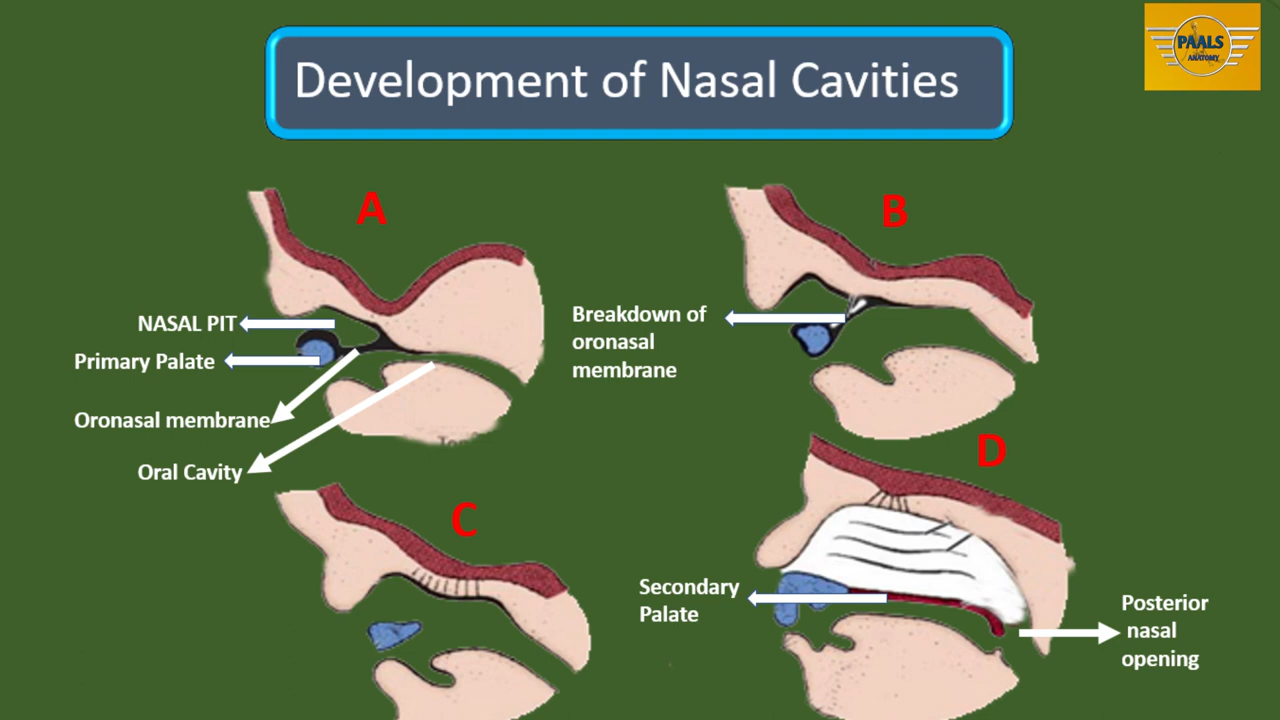 PAALS
ANATOMY
Development of Nasal Cavities
A
B
NASAL PIT
Primary Palate
Oronasal membrane
Oral Cavity
Breakdown of
oronasal
membrane
C
D
Secondary
Palate
Posterior
nasal
opening